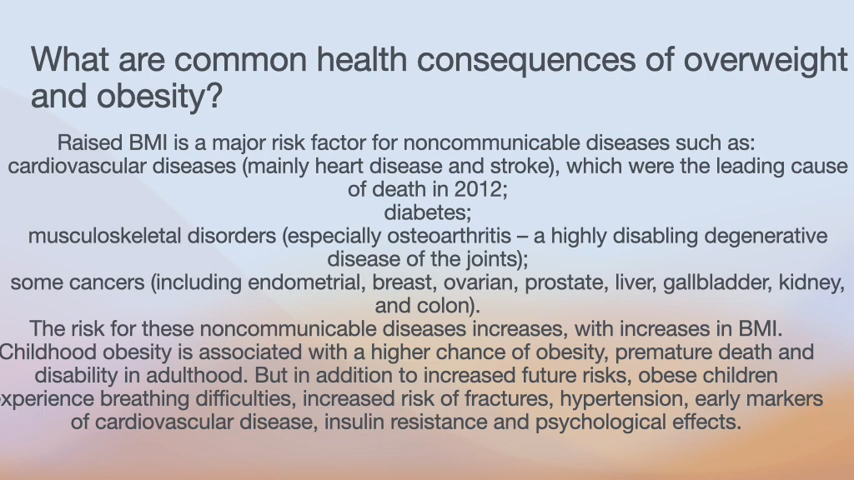 What are common health consequences of overweight
and obesity?
Raised BMI is a major risk factor for noncommunicable diseases such as:
cardiovascular diseases (mainly heart disease and stroke), which were the leading cause
of death in 2012;
diabetes;
musculoskeletal disorders (especially osteoarthritis – a highly disabling degenerative
disease of the joints);
some cancers (including endometrial, breast, ovarian, prostate, liver, gallbladder, kidney,
and colon).
The risk for these noncommunicable diseases increases, with increases in BMI.
Childhood obesity is associated with a higher chance of obesity, premature death and
disability in adulthood. But in addition to increased future risks, obese children
xperience breathing difficulties, increased risk of fractures, hypertension, early markers
of cardiovascular disease, insulin resistance and psychological effects.